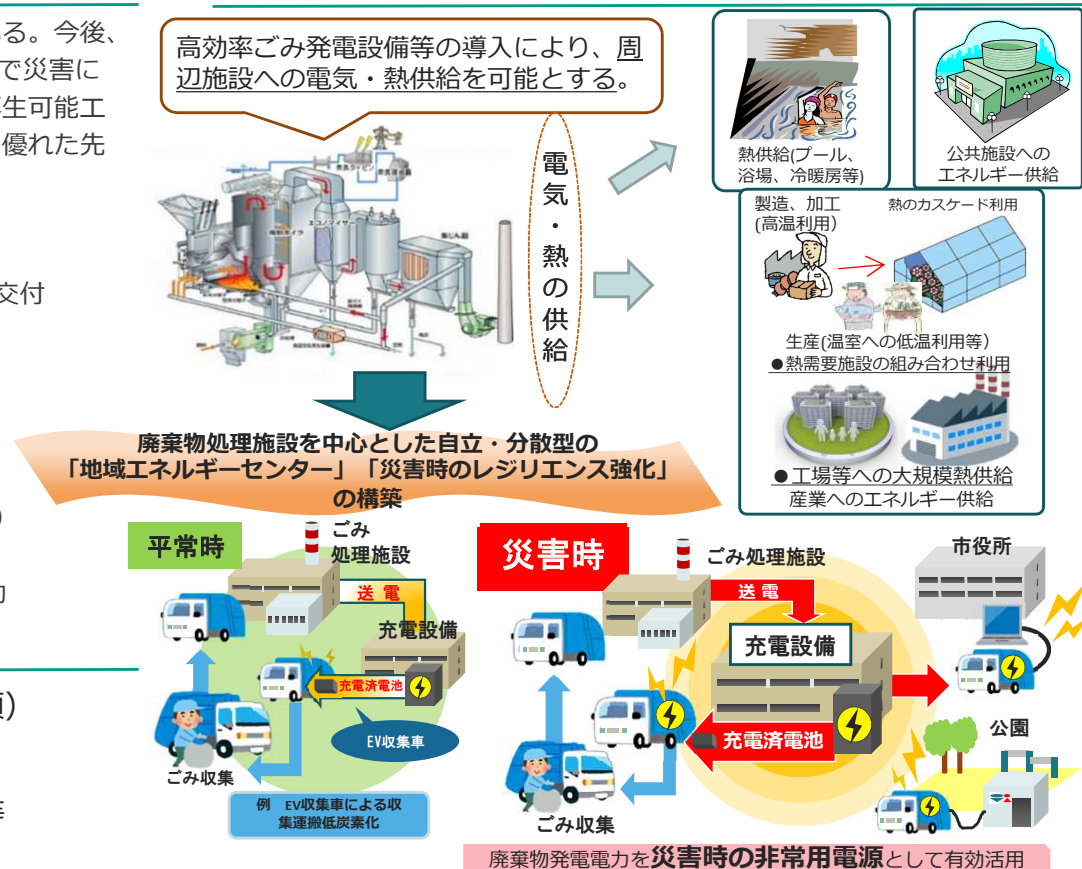 ある。今後、
で災害に
再生可能エ
優れた先
交付
高効率ごみ発電設備等の導入により、周
辺施設への電気・熱供給を可能とする。
電気・熱の供給
熱供給(プール、
浴場、冷暖房等)
公共施設への
エネルギー供給
製造、加工
(高温利用)
熱のカスケード利用
生産(温室への低温利用等)
●熱需要施設の組み合わせ利用
●工場等への大規模熱供給
産業へのエネルギー供給
エコノマイザー
廃棄物処理施設を中心とした自立・分散型の
「地域エネルギーセンター」「災害時のレジリエンス強化」
の構築
平常時
ごみ
処理施設
送電
充電設備
充電済電池
EV収集車
ごみ収集
例 EV収集車による収
集運搬低炭素化
災害時
ごみ処理施設
送電
充電設備
充電済電池
ごみ収集
市役所
公園
廃棄物発電電力を災害時の非常用電源として有効活用